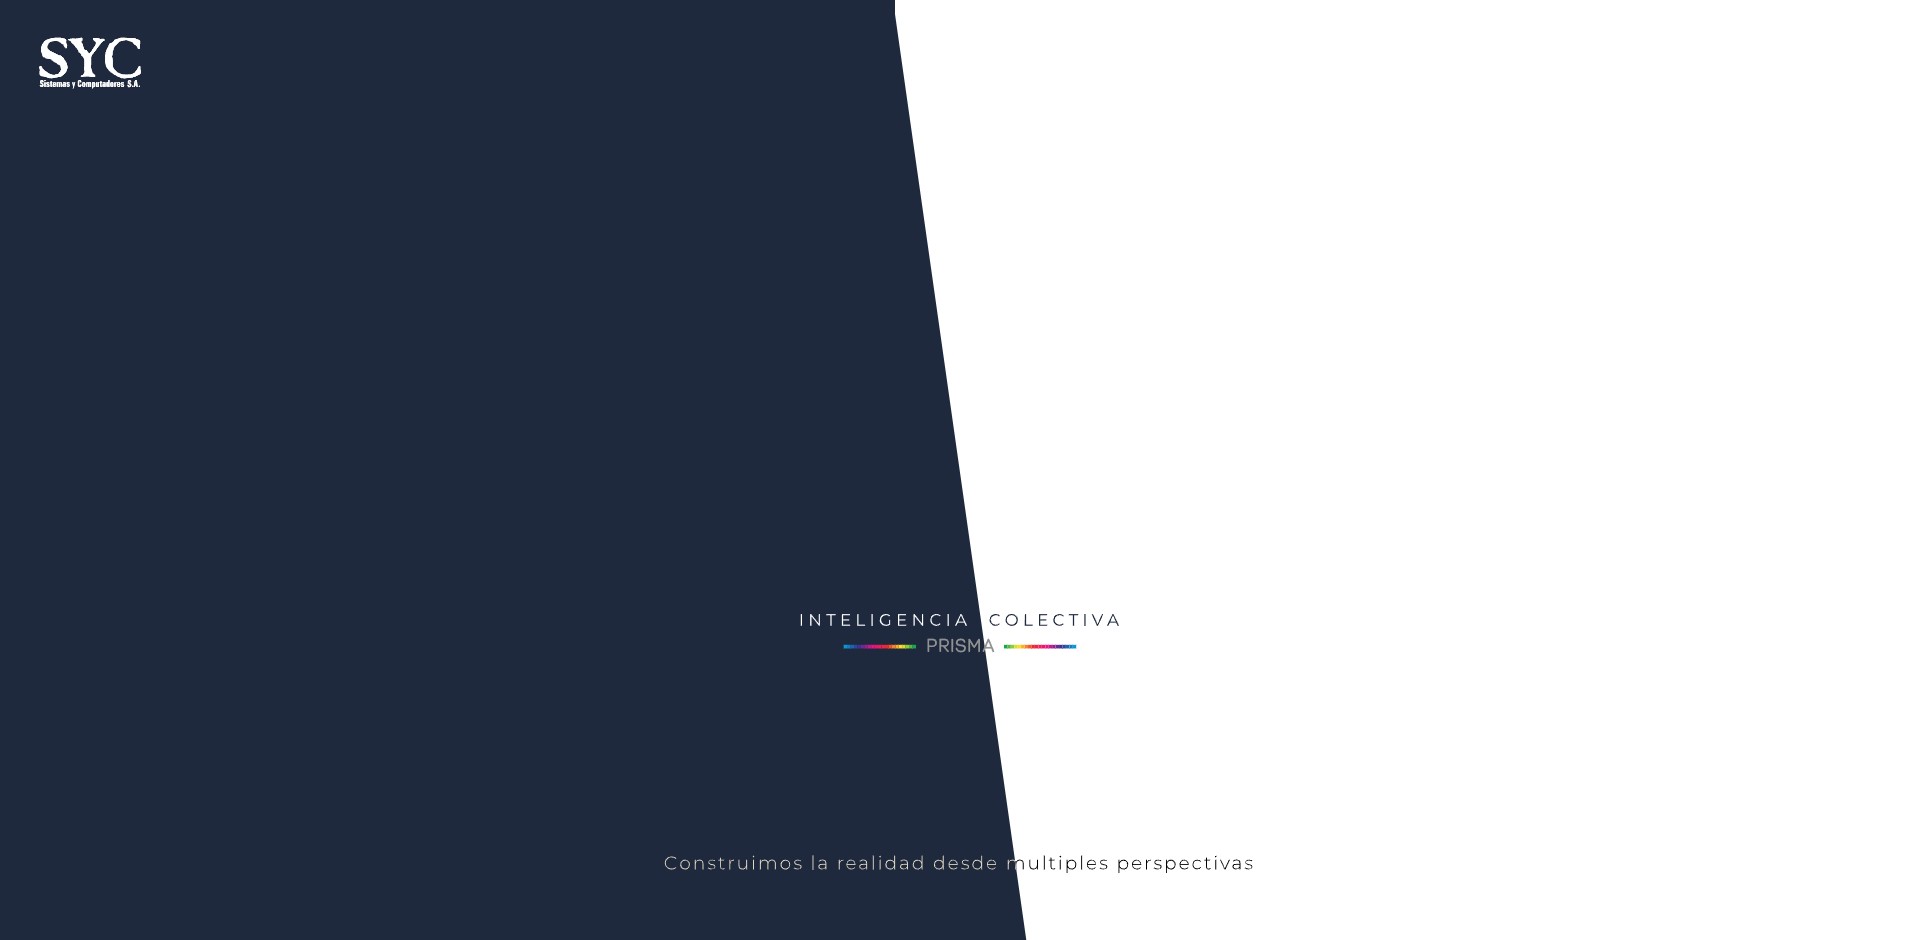 SYC
Sistemas y Computadores S.A.
INTELIGENCIA COLECTIVA
PRISMA
Construimos la realidad desde multiples perspectivas